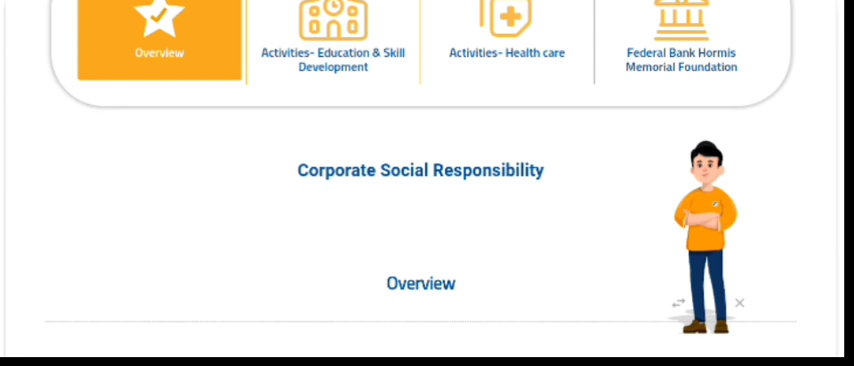 Overview
Activities- Education & Skill
Development
Activities- Health care
Federal Bank Hormis
Memorial Foundation
Corporate Social Responsibility
Overview